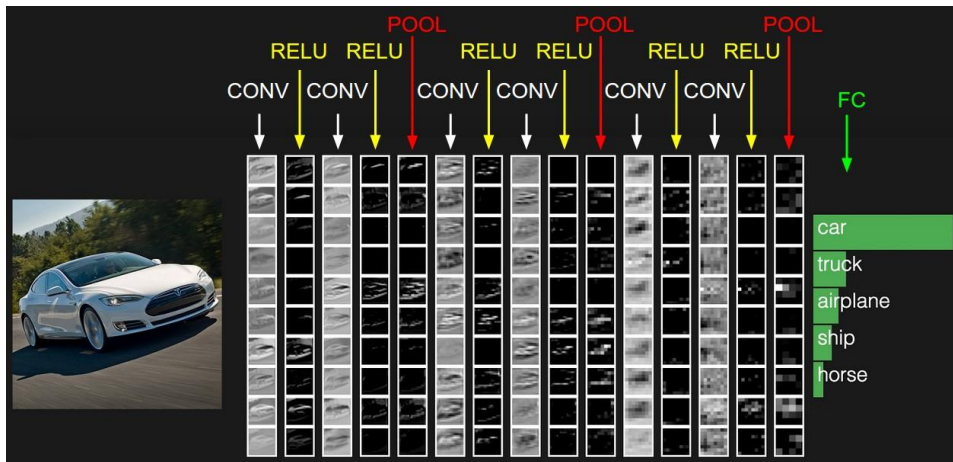 POOL POOL POOL
RELU RELU RELU RELU RELU RELU
CONV CONV CONV CONV CONV CONV
FC
car
truck
airplane
ship
horse